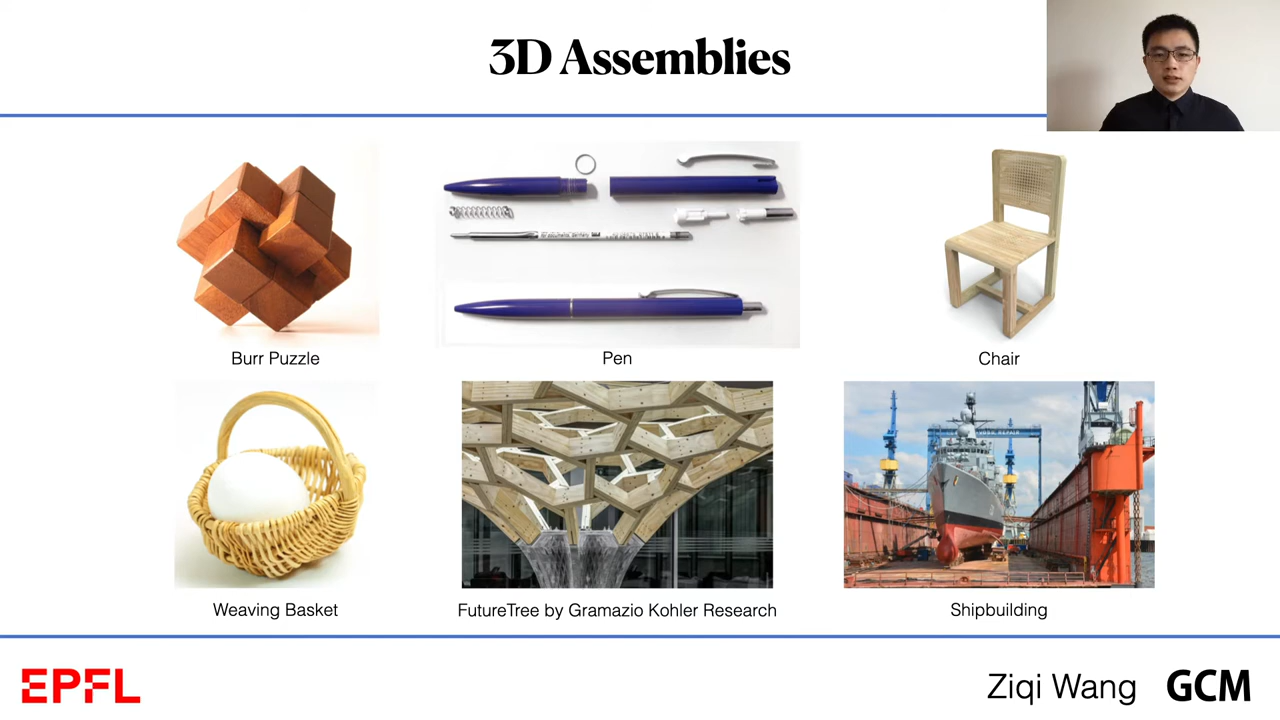 3D Assemblies
Burr Puzzle
Pen
Chair
Weaving Basket
FutureTree by Gramazio Kohler Research
Shipbuilding
EPFL
Ziqi Wang
GCM